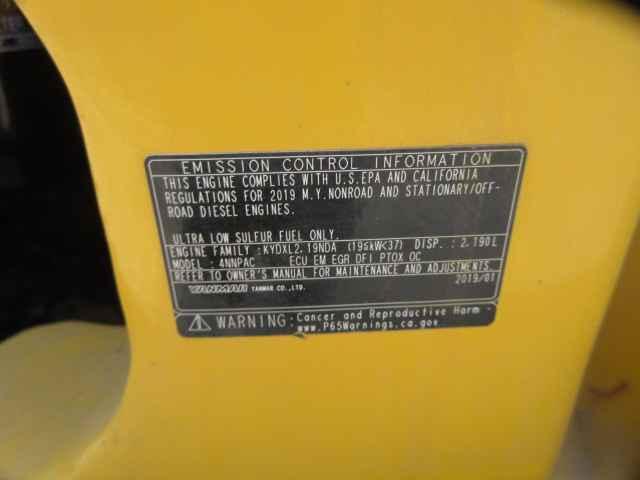 EMISSION CONTROL INFORMATION
THIS ENGINE COMPLIES WITH U.S.EPA AND CALIFORNIA
REGULATIONS FOR 2019 M.Y.NONROAD AND STATIONARY/OFF-
ROAD DIESEL ENGINES.
ULTRA LOW SULFUR FUEL ONLY.
ENGINE FAMILY : KYDXL2.19NDA (19≤kW<37) DISP. : 2.190L
MODEL : 4NNPAC ECU EM EGR DFI PTOX OC
REFER TO OWNER'S MANUAL FOR MAINTENANCE AND ADJUSTMENTS
YANMAR YANMAR CO.,LTD. 2019/01
WARNING: Cancer and Reproductive Harm -
www.P65Warnings.ca.gov